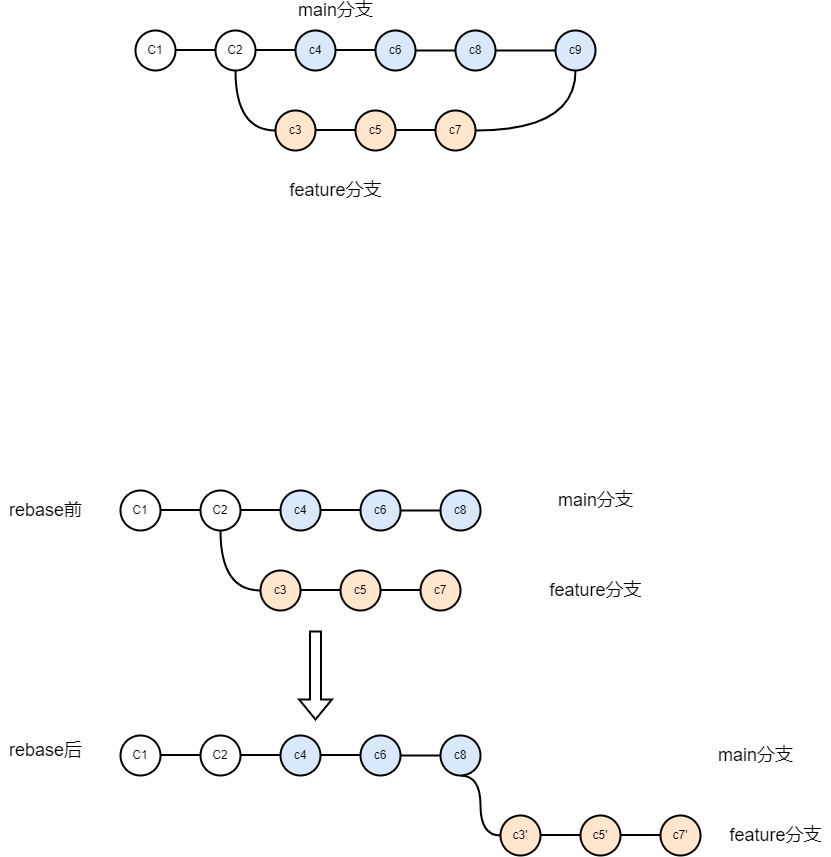 main分支
C1
C2
c4
c6
c8
c9
c3
c5
c7
feature分支
rebase前
C1
C2
c4
c6
c8
main分支
c3
c5
c7
feature分支
rebase后
C1
C2
c4
c6
c8
main分支
c3'
c5'
c7'
feature分支